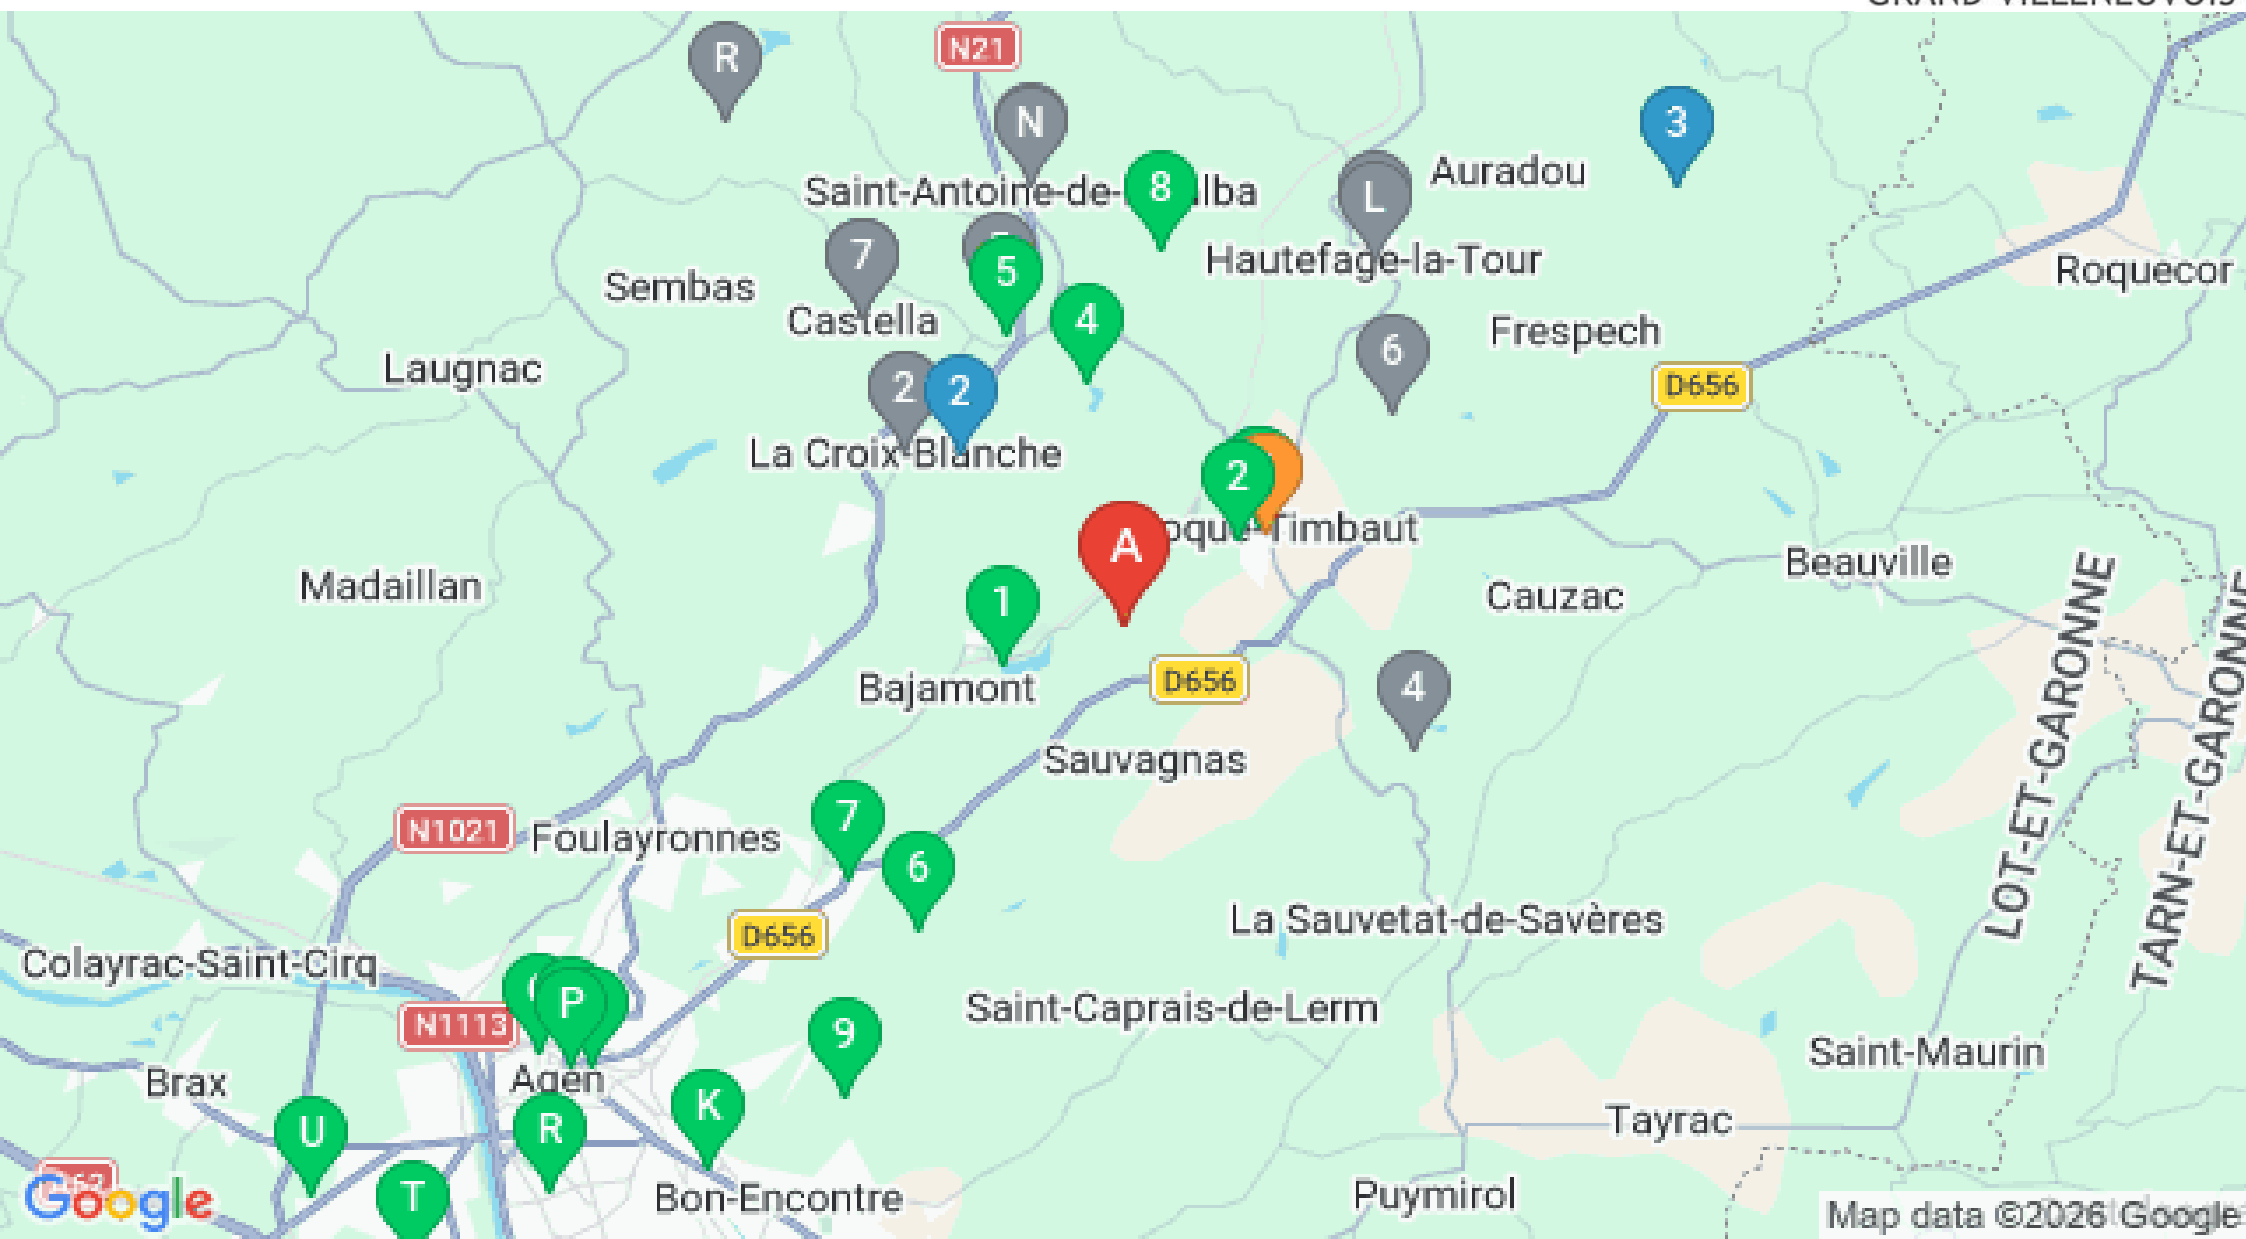 R
N21
N
3
Saint-Antoine-de-
8
lba
L
Auradou
7
5
Hautefage-la-Tour
Roquecor
Sembas
Castella
4
6
Frespech
Laugnac
2
2
D656
La Croix-Blanche
2
A
oque-Timbaut
Madaillan
1
Cauzac
Beauville
Bajamont
D656
4
LOT-ET-GARONNE
TARN-ET-GARONNE
Sauvagnas
N1021
Foulayronnes
7
6
D656
La Sauvetat-de-Savères
Colayrac-Saint-Cirq
P
N1113
9
Saint-Caprais-de-Lerm
Saint-Maurin
Brax
Agen
U
R
K
Tayrac
T
Google
Bon-Encontre
Puymirol
Map data ©2026 Google